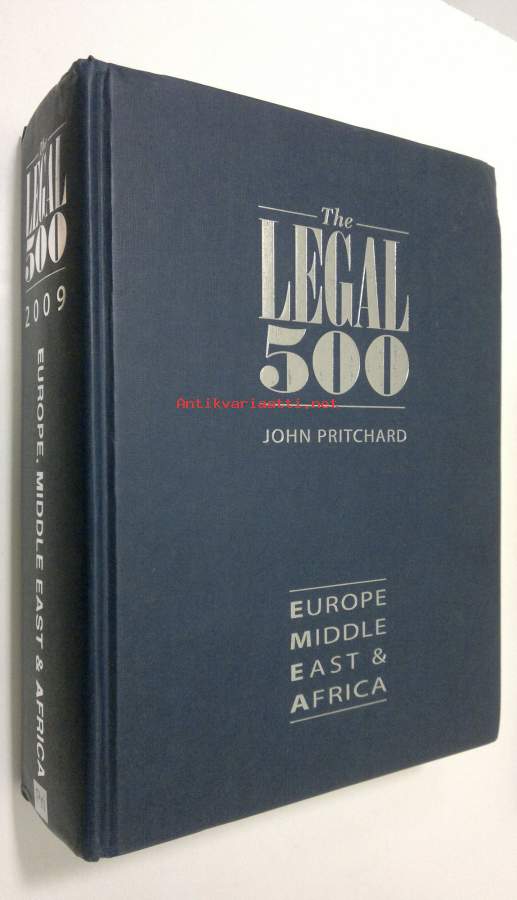 The
LEGAL
500
2009
EUROPE, MIDDLE EAST & AFRICA
The
LEGAL
500
Antikvariaatti.net
JOHN PRITCHARD
EUROPE
MIDDLE
EAST &
AFRICA